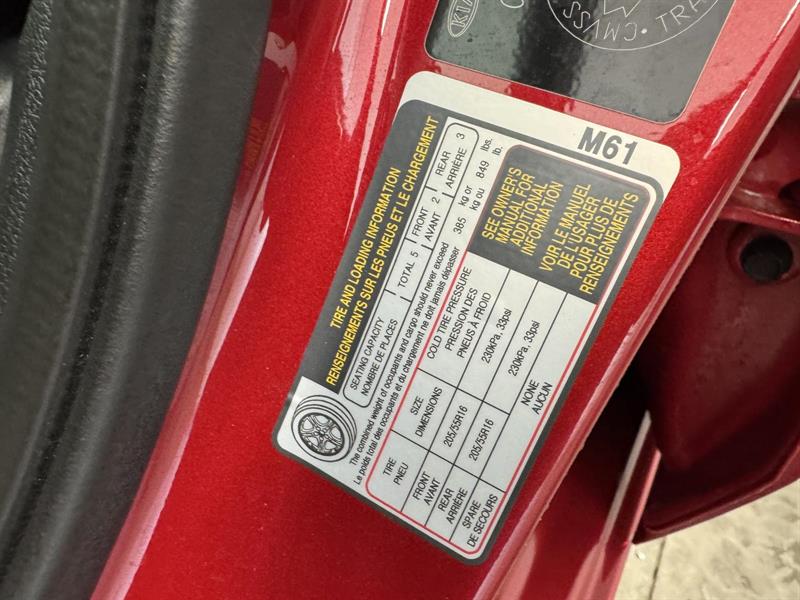 KIA
CMVSS
TRA
M61
TIRE AND LOADING INFORMATION
RENSEIGNEMENTS SUR LES PNEUS ET LE CHARGEMENT
SEATING CAPACITY
NOMBRE DE PLACES
TOTAL 5
FRONT
AVANT 2
REAR
ARRIÈRE 3
The combined weight of occupants and cargo should never exceed 385 kg or 849 lbs.
Le poids total des occupants et du chargement ne doit jamais dépasser 385 kg ou 849 lb.
TIRE
PNEU
SIZE
DIMENSIONS
COLD TIRE PRESSURE
PRESSION DES
PNEUS À FROID
FRONT
AVANT
205/55R16
230kPa, 33psi
REAR
ARRIÈRE
205/55R16
230kPa, 33psi
SPARE
DE SECOURS
NONE
AUCUN
SEE OWNER'S
MANUAL FOR
ADDITIONAL
INFORMATION
VOIR LE MANUEL
DE L'USAGER
POUR PLUS DE
RENSEIGNEMENTS